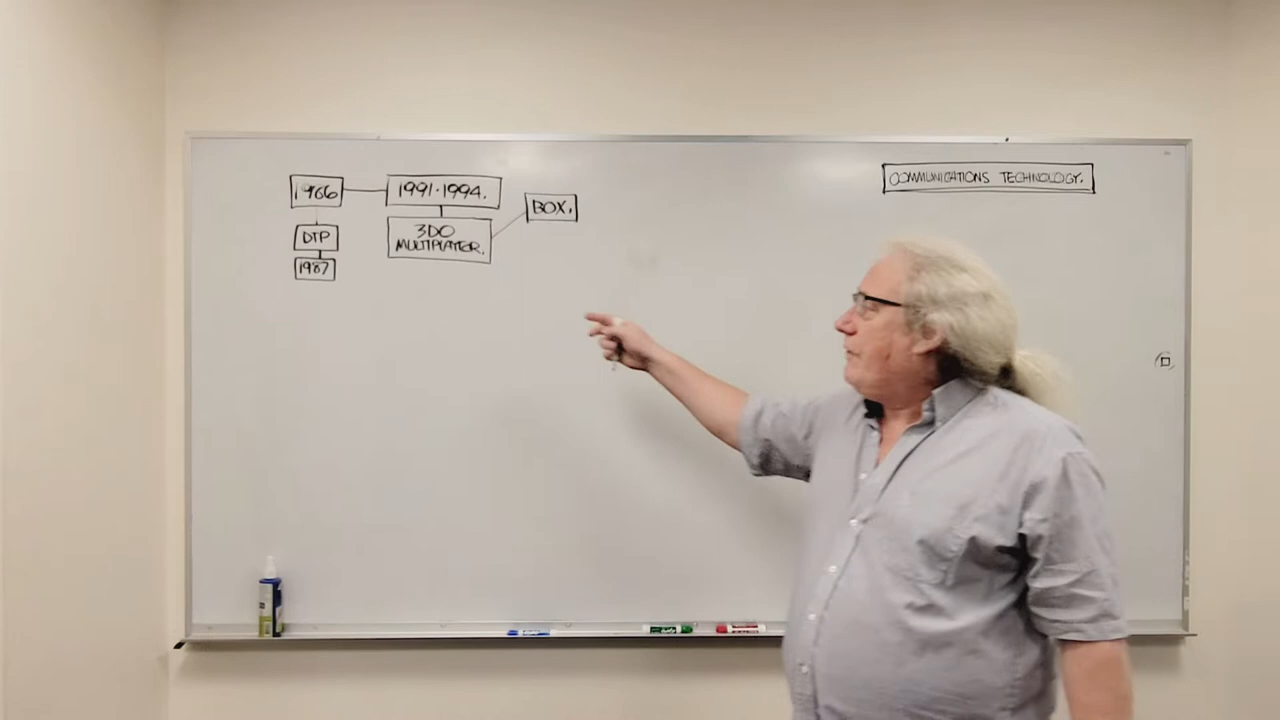 1966
1991-1994.
BOX.
DTP
1987
3DO
MULTIPLAYER.
COMMUNICATIONS TECHNOLOGY.